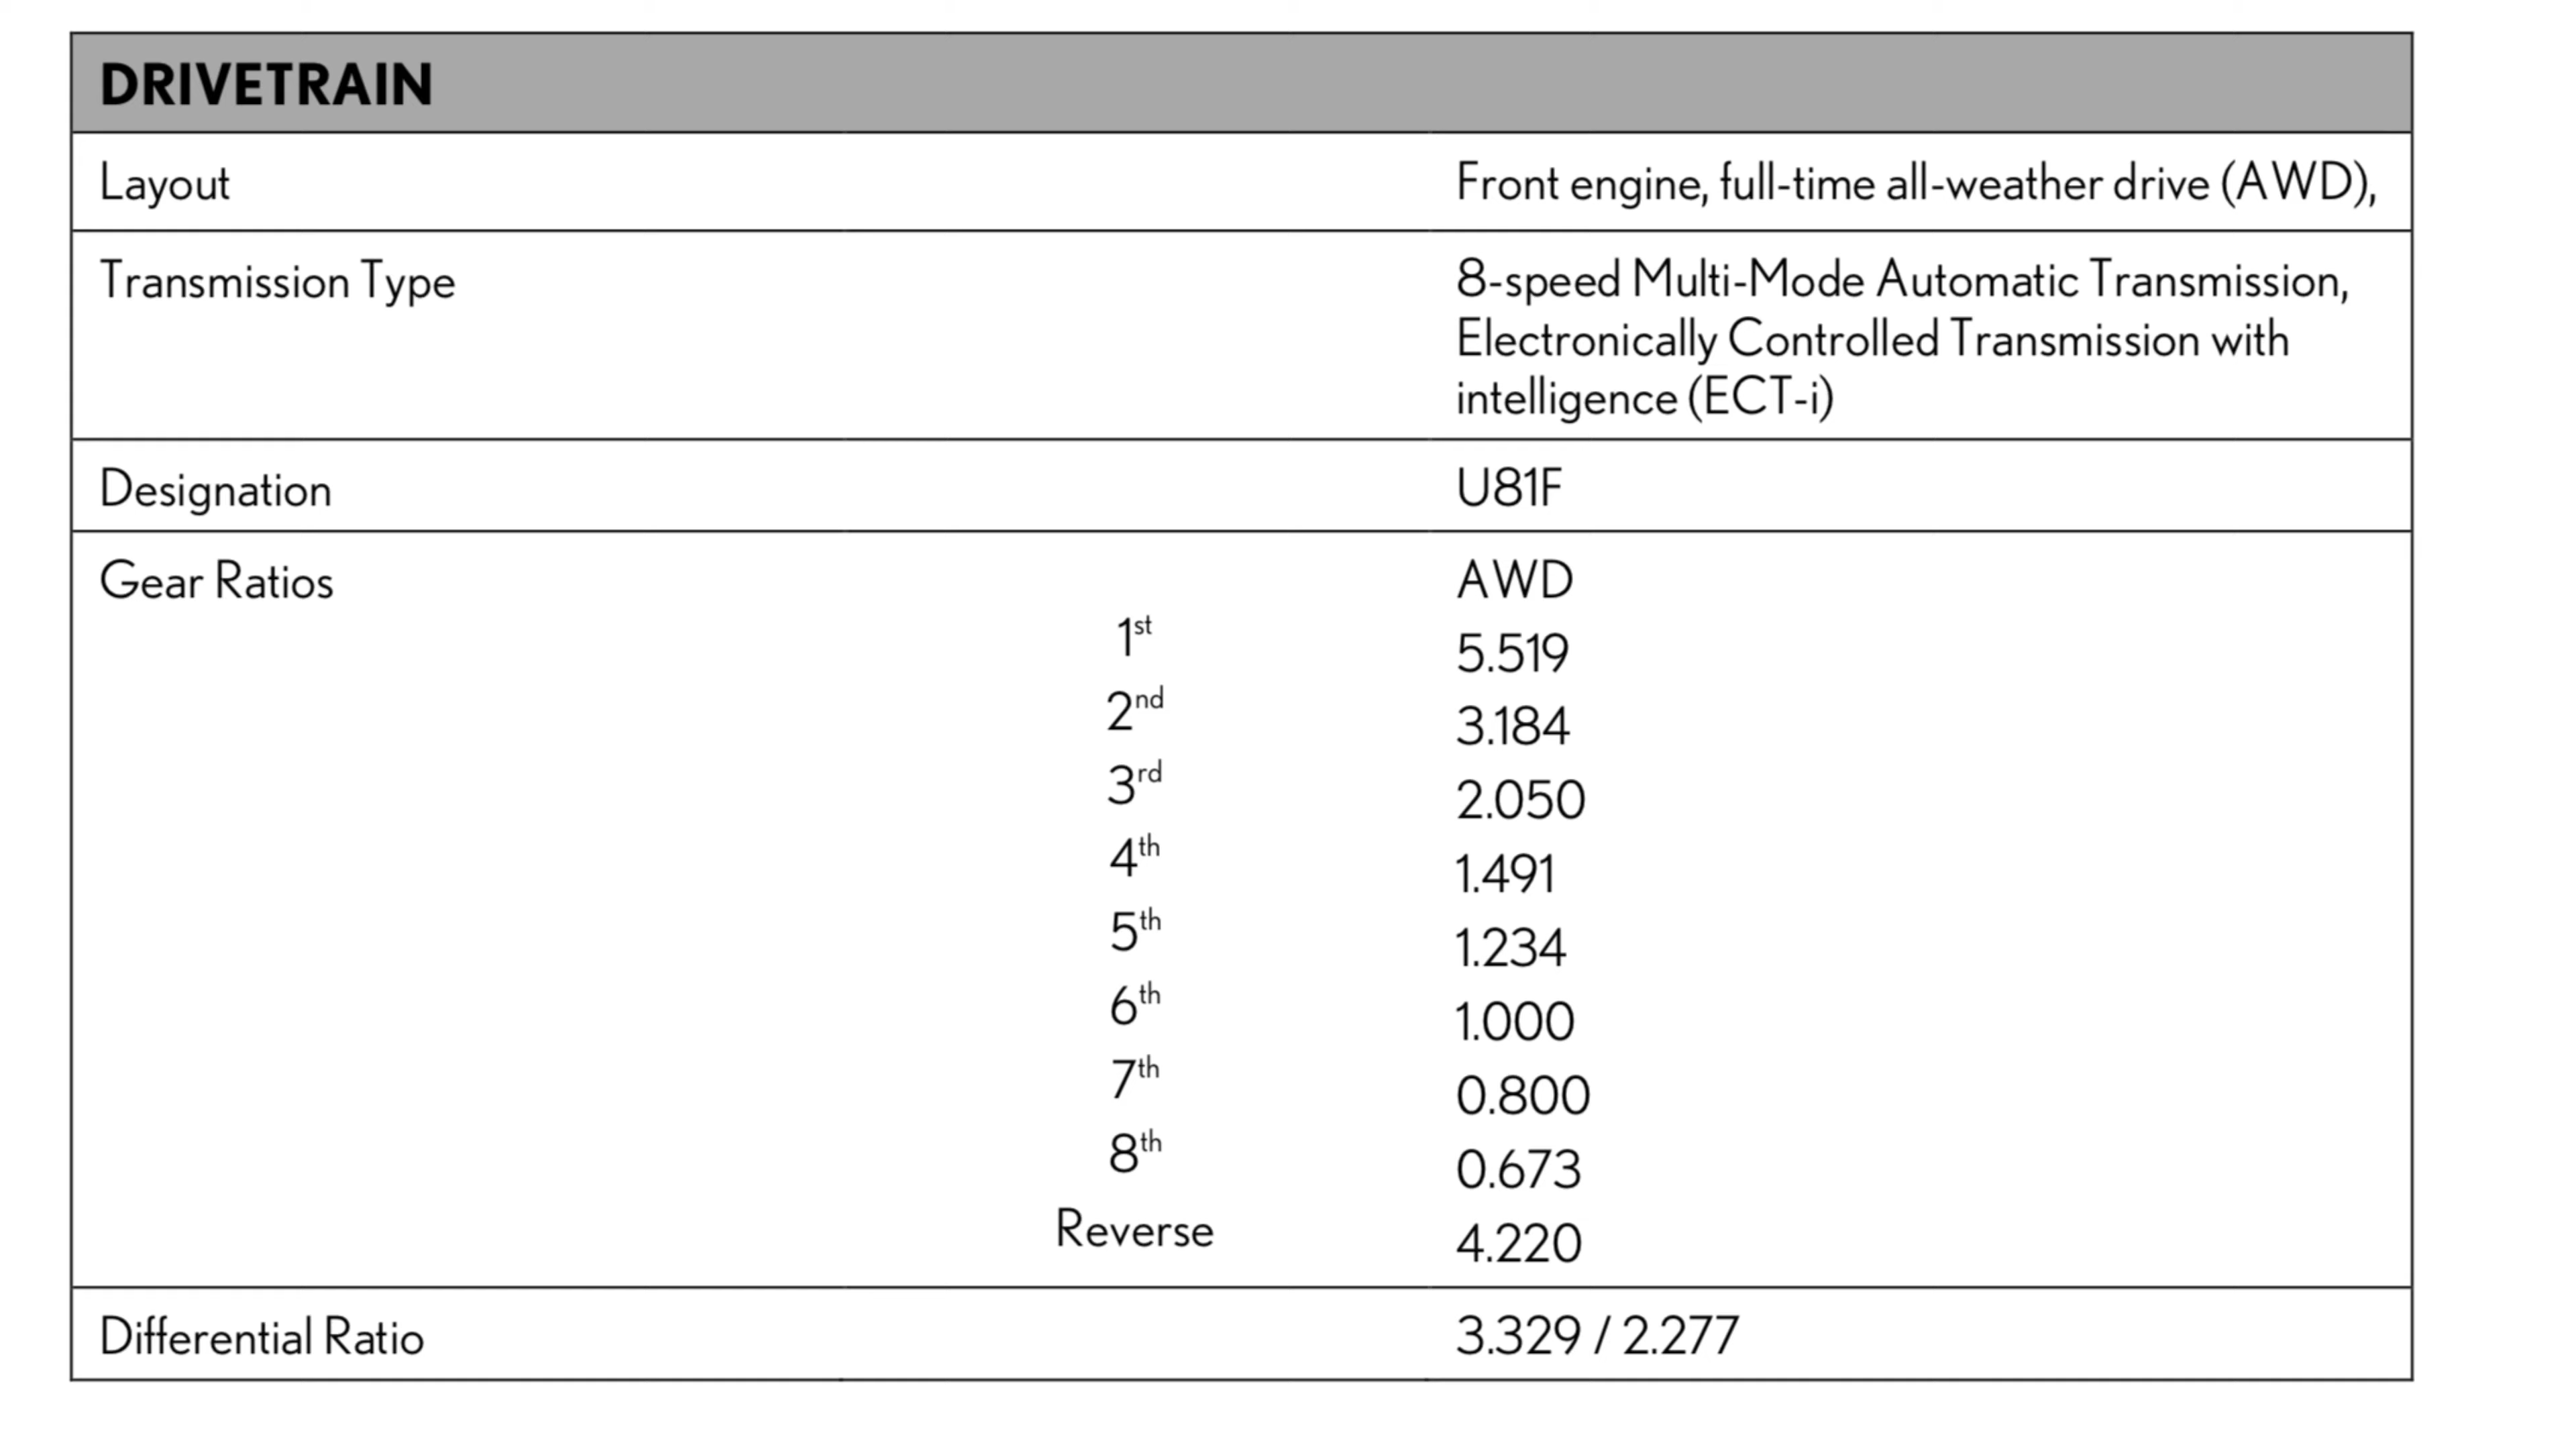 DRIVETRAIN
Layout Front engine, full-time all-weather drive (AWD),
Transmission Type 8-speed Multi-Mode Automatic Transmission,
Electronically Controlled Transmission with
intelligence (ECT-i)
Designation U81F
Gear Ratios AWD
1st 5.519
2nd 3.184
3rd 2.050
4th 1.491
5th 1.234
6th 1.000
7th 0.800
8th 0.673
Reverse 4.220
Differential Ratio 3.329 / 2.277